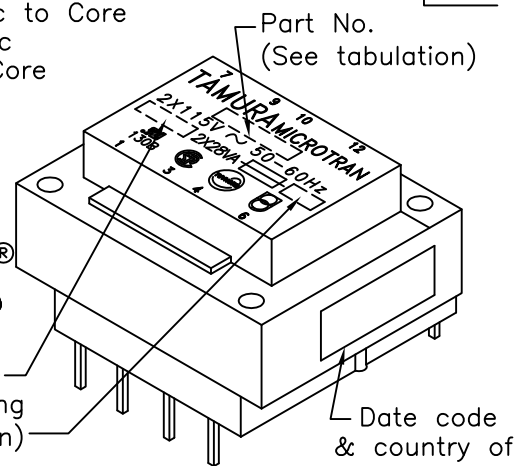 c to Core
c
Core
Part No.
(See tabulation)
7 9 10 12
TAMURA MICROTRAN
2X115V ~ 50-60Hz
130B 2X28VA
1 3 4 6
®
ng
n)
Date code
& country of